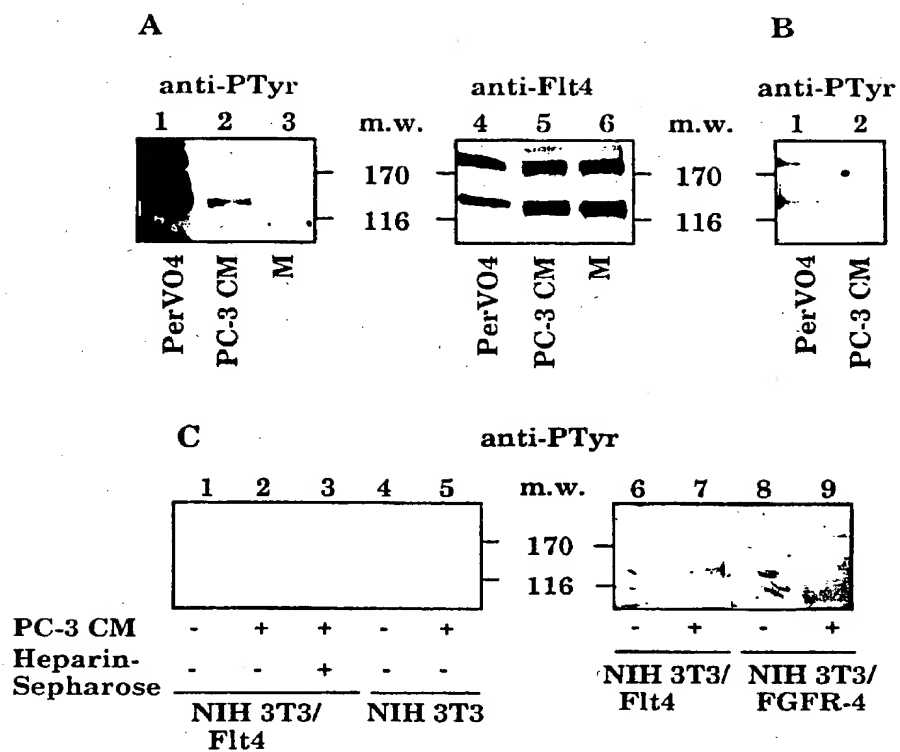 A
B
anti-PTyr
anti-Flt4
anti-PTyr
1 2 3 m.w. 4 5 6 m.w. 1 2
170
116
170
116
PerVO4
PC-3 CM
M
PerVO4
PC-3 CM
M
PerVO4
PC-3 CM
C
anti-PTyr
1 2 3 4 5 m.w. 6 7 8 9
170
116
PC-3 CM - + + - + - + - +
Heparin-
Sepharose - - + - -
NIH 3T3/
Flt4
NIH 3T3
NIH 3T3/
Flt4
NIH 3T3/
FGFR-4